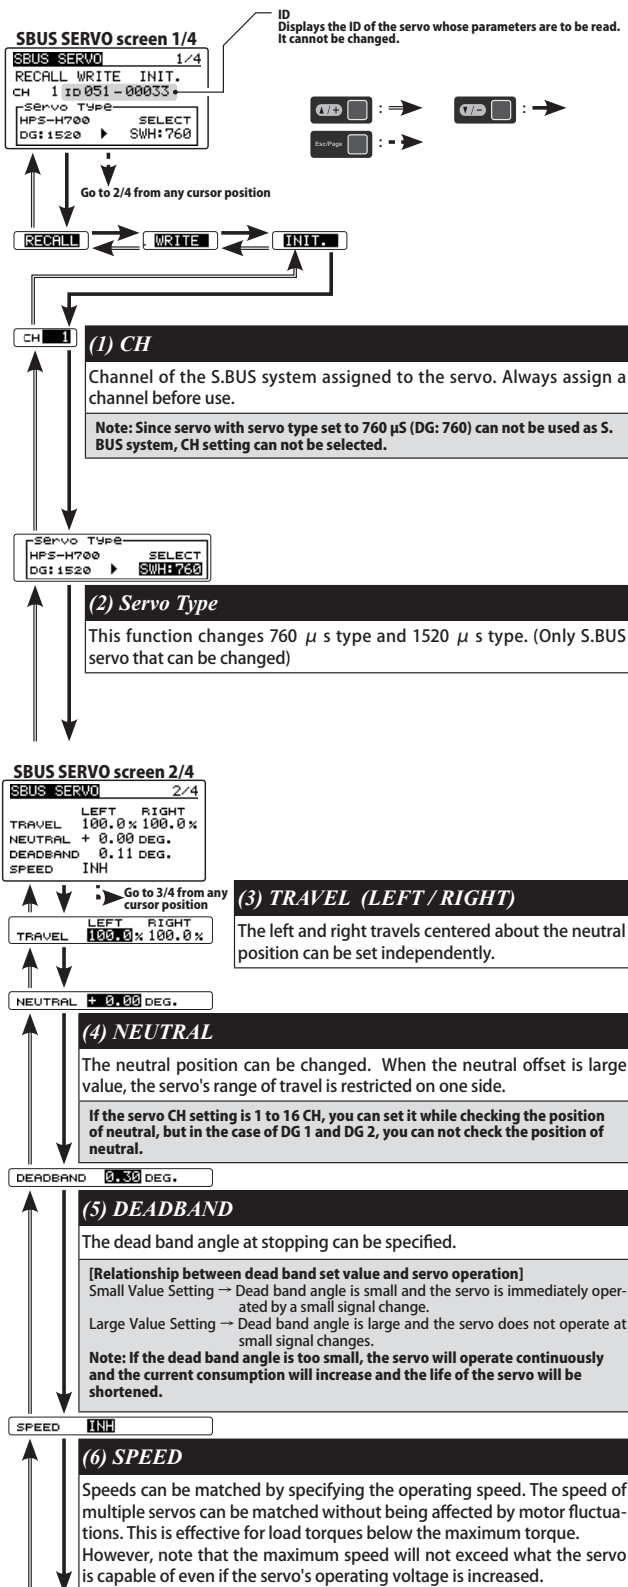 ID
Displays the ID of the servo whose parameters are to be read.
It cannot be changed.
SBUS SERVO screen 1/4
SBUS SERVO 1/4
RECALL WRITE INIT.
CH 1 ID 051-00033
Servo Type
HPS-H700 SELECT
DG:1520 ▶ SWH:760
▲/+ : ▼/- :
Esc/Page :
Go to 2/4 from any cursor position
RECALL WRITE INIT.
CH 1
(1) CH
Channel of the S.BUS system assigned to the servo. Always assign a
channel before use.
Note: Since servo with servo type set to 760 μS (DG: 760) can not be used as S.
BUS system, CH setting can not be selected.
Servo Type
HPS-H700 SELECT
DG:1520 ▶ SWH:760
(2) Servo Type
This function changes 760 μ s type and 1520 μ s type. (Only S.BUS
servo that can be changed)
SBUS SERVO screen 2/4
SBUS SERVO 2/4
LEFT RIGHT
TRAVEL 100.0% 100.0%
NEUTRAL + 0.00 DEG.
DEADBAND 0.11 DEG.
SPEED INH
Go to 3/4 from any
cursor position
LEFT RIGHT
TRAVEL 100.0% 100.0%
(3) TRAVEL (LEFT / RIGHT)
The left and right travels centered about the neutral
position can be set independently.
NEUTRAL + 0.00 DEG.
(4) NEUTRAL
The neutral position can be changed. When the neutral offset is large
value, the servo's range of travel is restricted on one side.
If the servo CH setting is 1 to 16 CH, you can set it while checking the position
of neutral, but in the case of DG 1 and DG 2, you can not check the position of
neutral.
DEADBAND 0.30 DEG.
(5) DEADBAND
The dead band angle at stopping can be specified.
[Relationship between dead band set value and servo operation]
Small Value Setting → Dead band angle is small and the servo is immediately oper-
ated by a small signal change.
Large Value Setting → Dead band angle is large and the servo does not operate at
small signal changes.
Note: If the dead band angle is too small, the servo will operate continuously
and the current consumption will increase and the life of the servo will be
shortened.
SPEED INH
(6) SPEED
Speeds can be matched by specifying the operating speed. The speed of
multiple servos can be matched without being affected by motor fluctua-
tions. This is effective for load torques below the maximum torque.
However, note that the maximum speed will not exceed what the servo
is capable of even if the servo's operating voltage is increased.